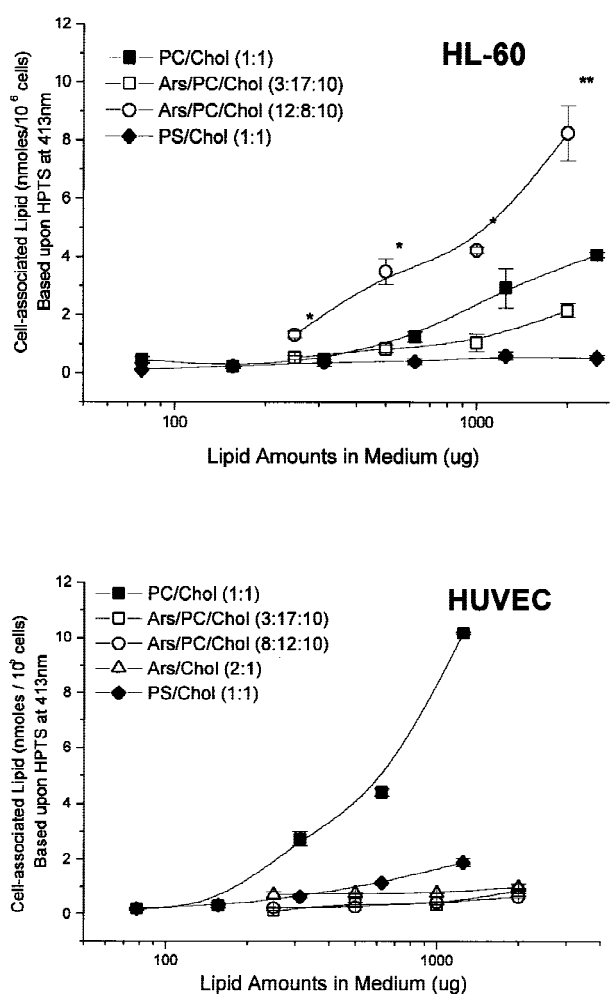 HL-60
PC/Chol (1:1)
Ars/PC/Chol (3:17:10)
Ars/PC/Chol (12:8:10)
PS/Chol (1:1)
12
10
8
6
4
2
0
Cell-associated Lipid (nmoles/10^-6 cells)
Based upon HPTS at 413nm
*
*
*
**
100
1000
Lipid Amounts in Medium (ug)
HUVEC
PC/Chol (1:1)
Ars/PC/Chol (3:17:10)
Ars/PC/Chol (8:12:10)
Ars/Chol (2:1)
PS/Chol (1:1)
12
10
8
6
4
2
0
Cell-associated Lipid (nmoles / 10^6 cells)
Based upon HPTS at 413nm
100
1000
Lipid Amounts in Medium (ug)